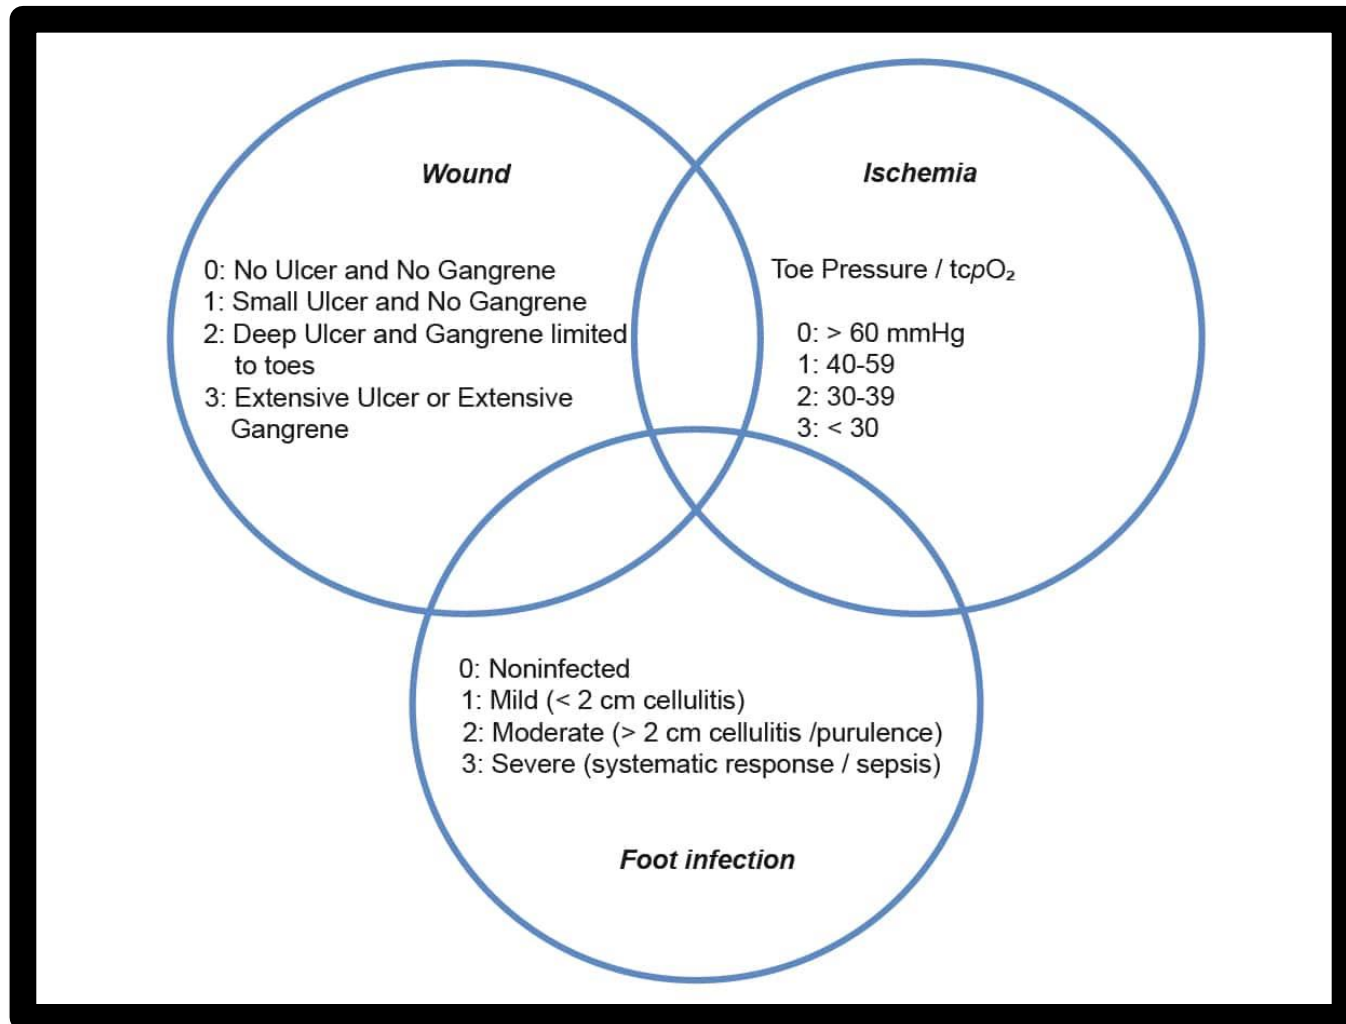 Wound
0: No Ulcer and No Gangrene
1: Small Ulcer and No Gangrene
2: Deep Ulcer and Gangrene limited
to toes
3: Extensive Ulcer or Extensive
Gangrene
Ischemia
Toe Pressure / tcpO₂
0: > 60 mmHg
1: 40-59
2: 30-39
3: < 30
0: Noninfected
1: Mild (< 2 cm cellulitis)
2: Moderate (> 2 cm cellulitis /purulence)
3: Severe (systematic response / sepsis)
Foot infection